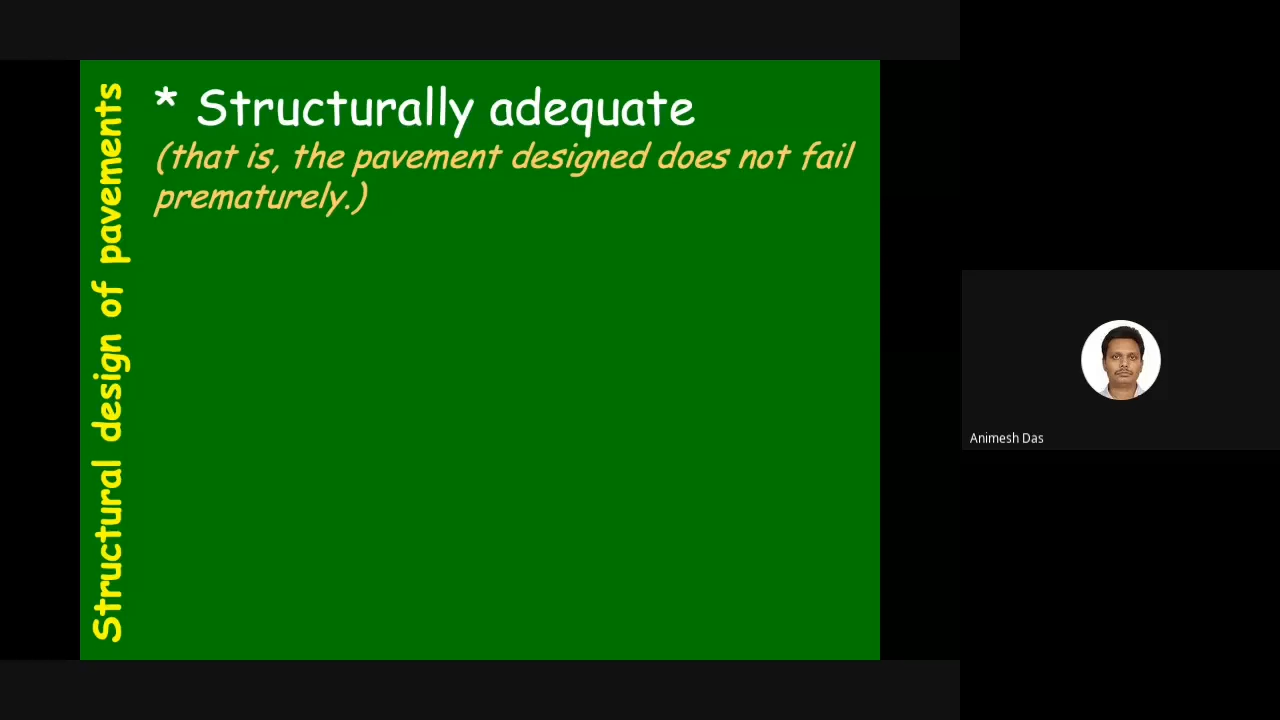 Structural design of pavements
* Structurally adequate
(that is, the pavement designed does not fail
prematurely.)
Animesh Das